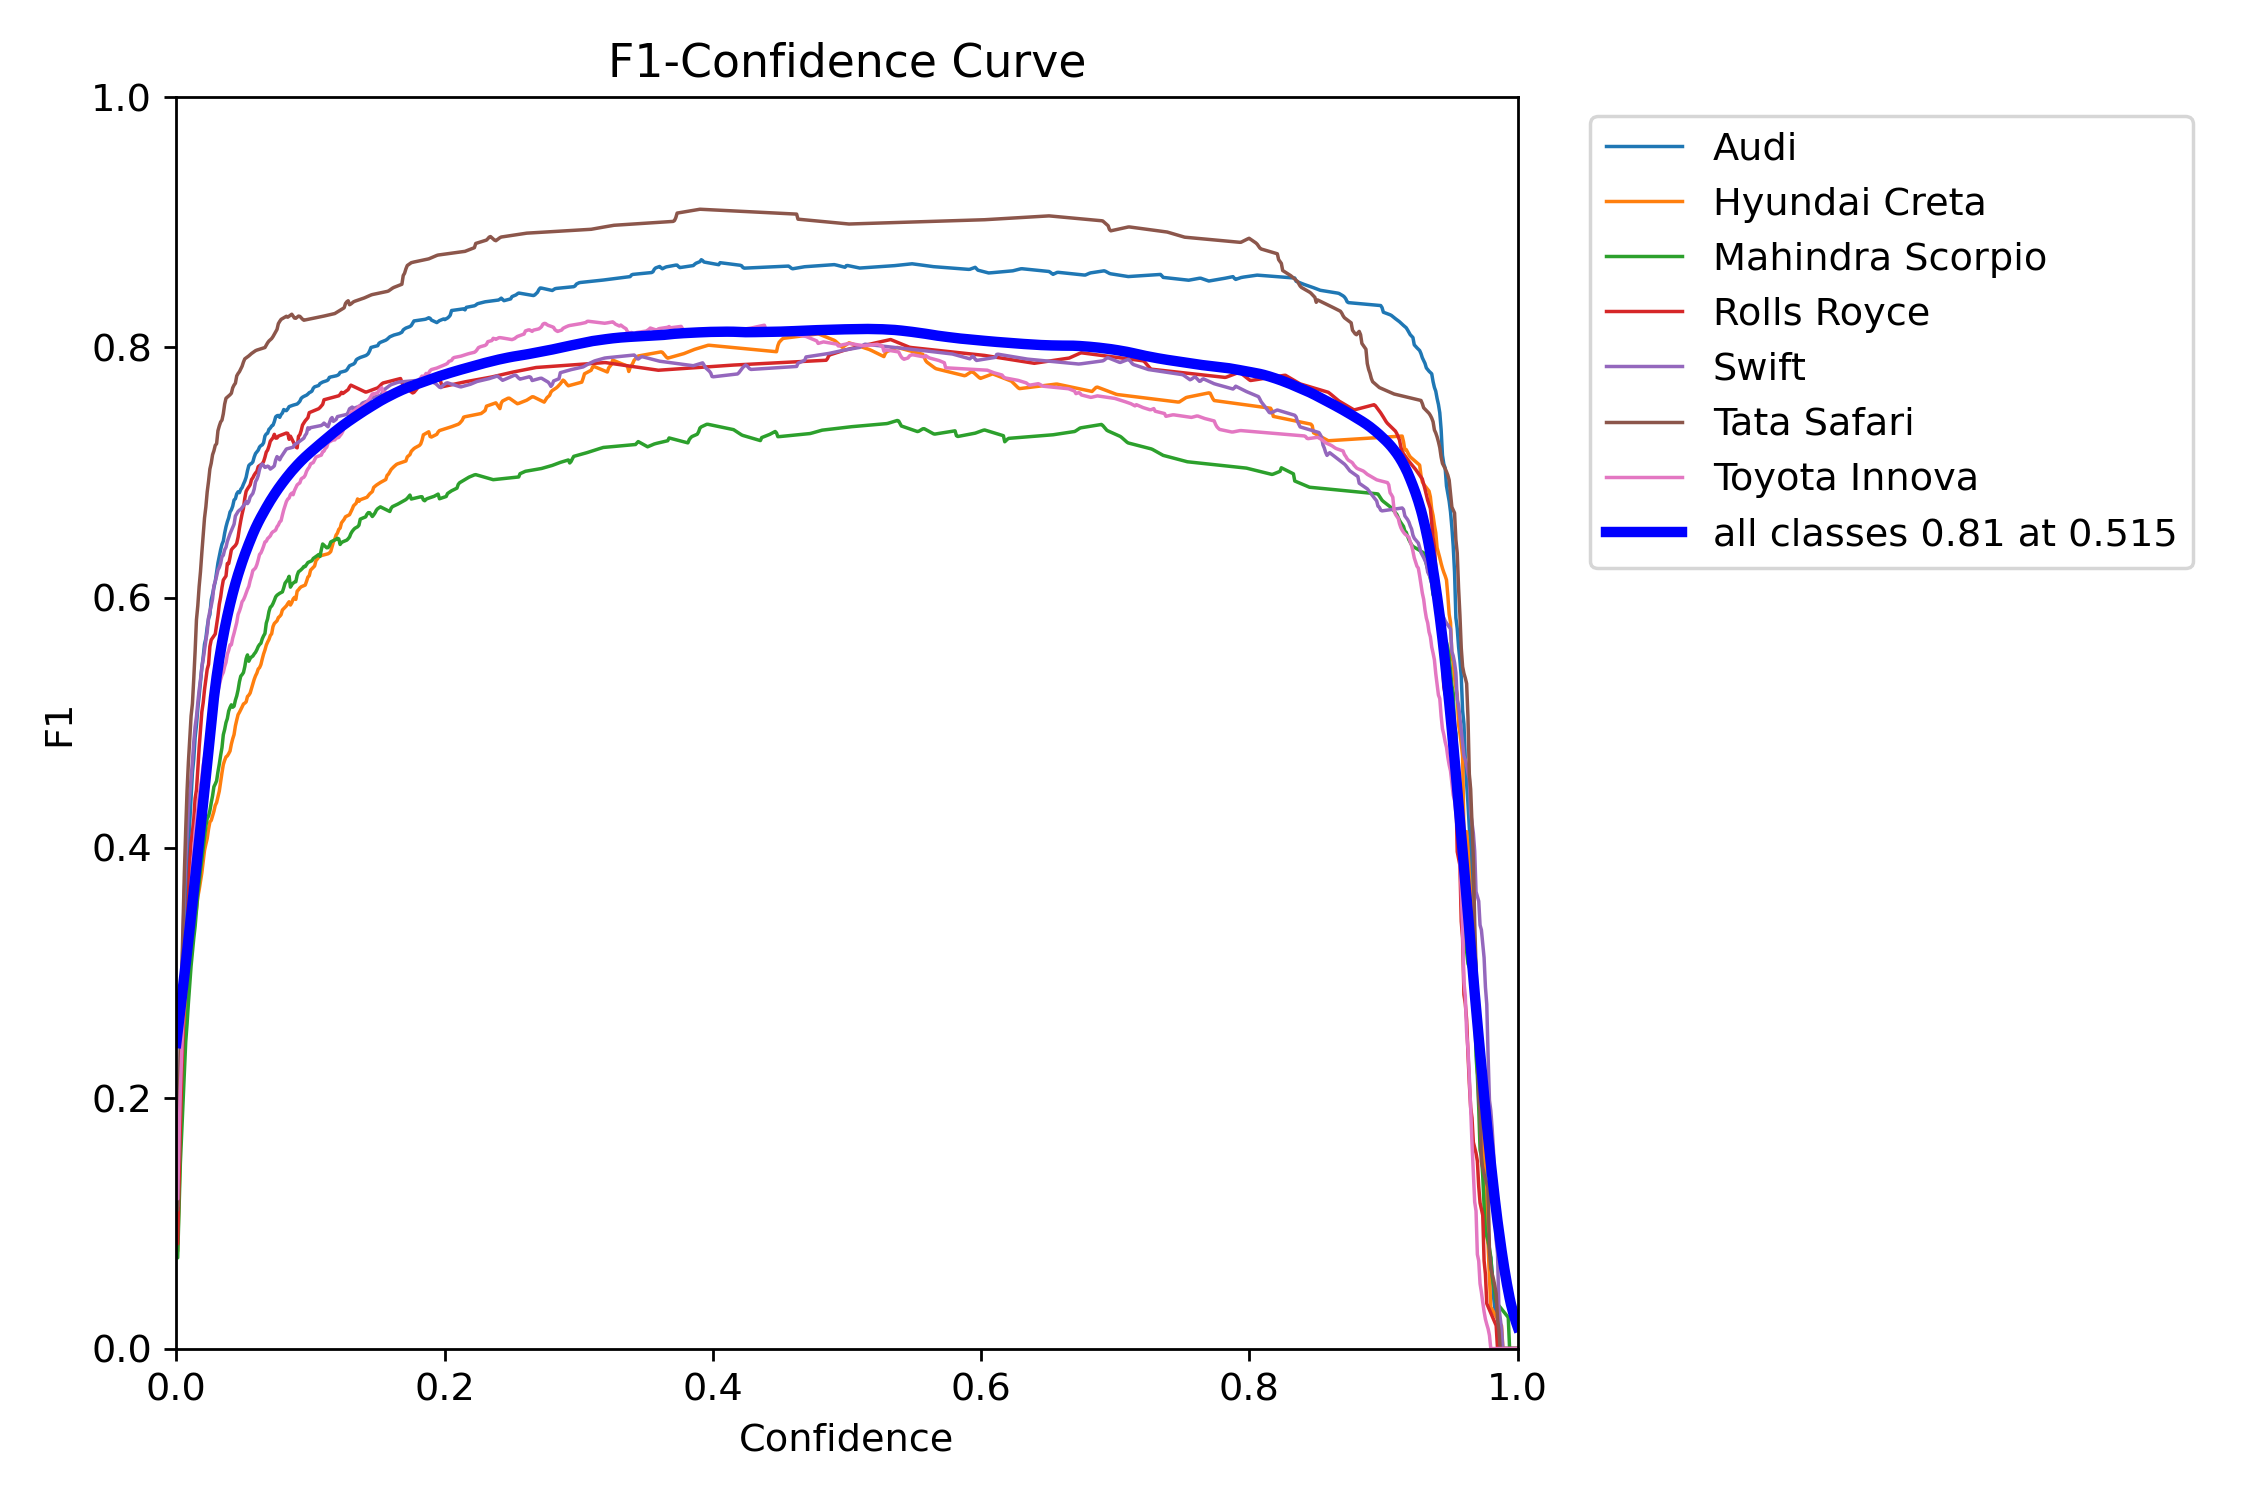 F1-Confidence Curve
1.0
0.8
0.6
0.4
0.2
0.0
F1
0.0 0.2 0.4 0.6 0.8 1.0
Confidence
Audi
Hyundai Creta
Mahindra Scorpio
Rolls Royce
Swift
Tata Safari
Toyota Innova
all classes 0.81 at 0.515